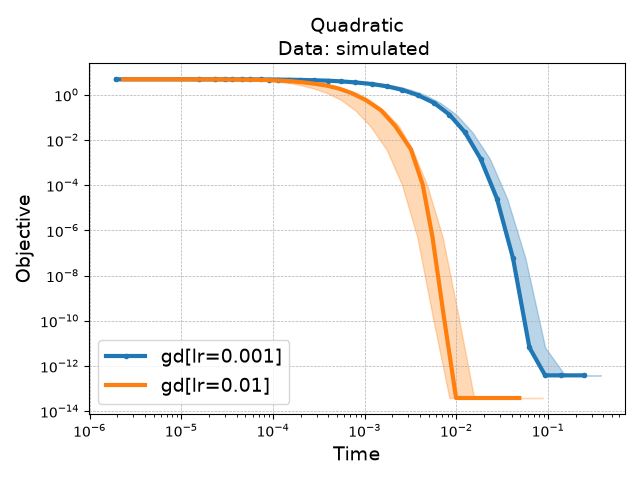 Quadratic
Data: simulated
Objective
10⁰
10⁻²
10⁻⁴
10⁻⁶
10⁻⁸
10⁻¹⁰
10⁻¹²
10⁻¹⁴
gd[lr=0.001]
gd[lr=0.01]
10⁻⁶ 10⁻⁵ 10⁻⁴ 10⁻³ 10⁻² 10⁻¹
Time